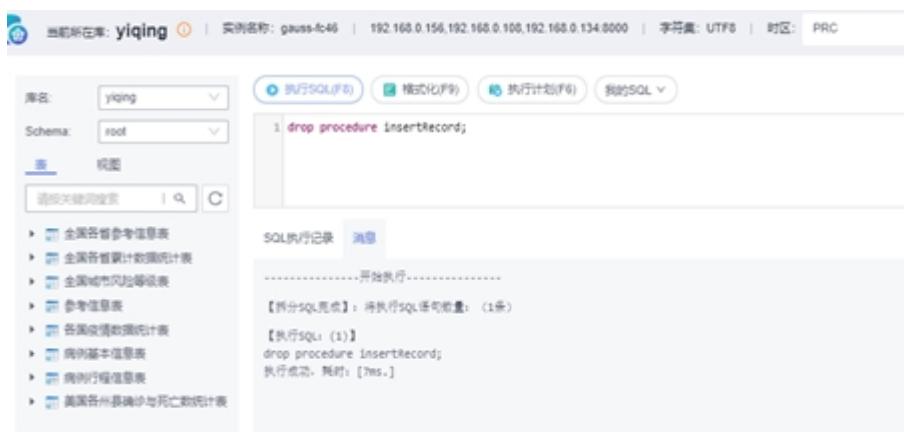 当前所在库: yiqing | 实例名称: gauss-fc46 | 192.168.0.156,192.168.0.108,192.168.0.134:8000 | 字符集: UTF8 | 时区: PRC
库名: yiqing
执行SQL(F8) 格式化(F9) 执行计划(F6) 我的SQL
Schema: root
1 drop procedure insertRecord;
表 视图
请按关键词搜索
全国各省参考信息表
全国各省累计数据统计表
全国城市风险等级表
参考信息表
各国疫情数据统计表
病例基本信息表
病例行程信息表
美国各州县确诊与死亡数统计表
SQL执行记录 消息
---------------开始执行---------------
【拆分SQL完成】: 将执行SQL语句数量: (1条)
【执行SQL: (1)】
drop procedure insertRecord;
执行成功, 耗时: [7ms.]